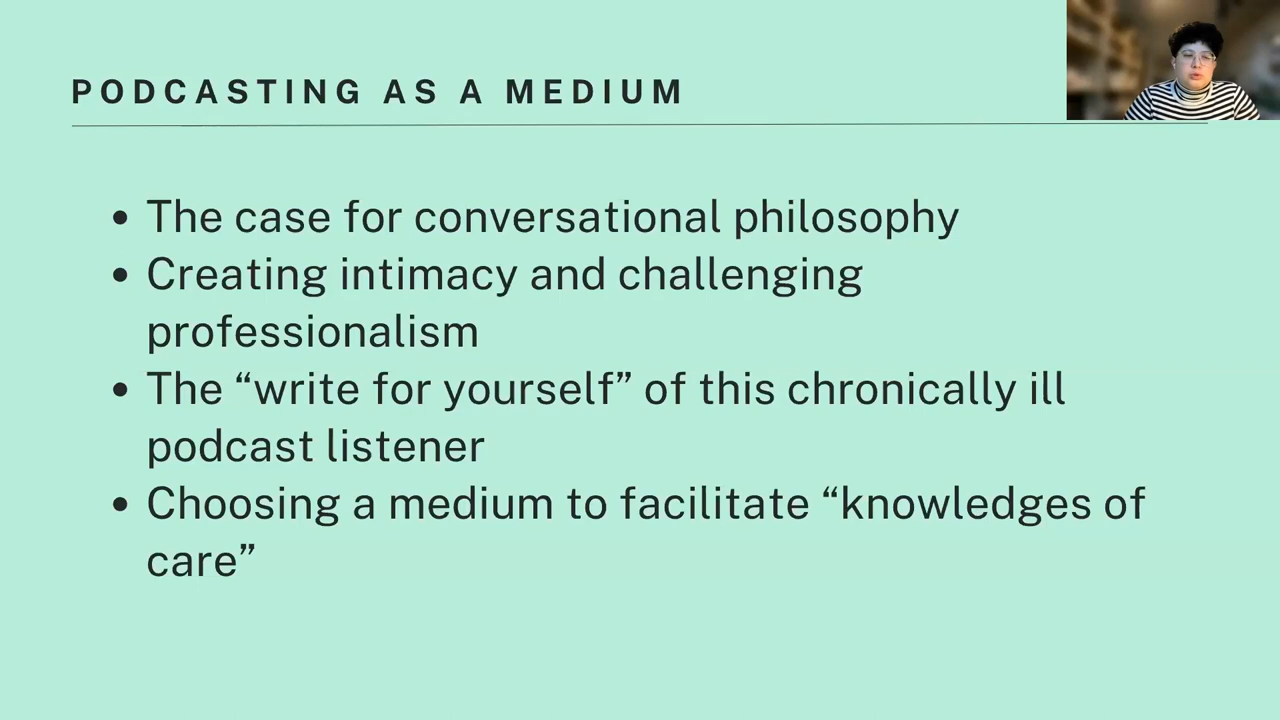 PODCASTING AS A MEDIUM
• The case for conversational philosophy
• Creating intimacy and challenging
professionalism
• The “write for yourself” of this chronically ill
podcast listener
• Choosing a medium to facilitate “knowledges of
care”